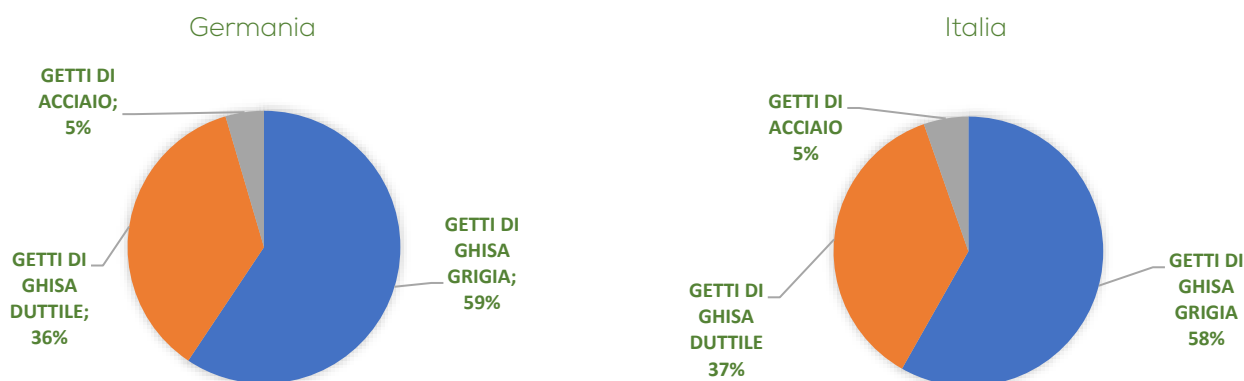 Germania
GETTI DI
ACCIAIO;
5%
GETTI DI
GHISA
GRIGIA;
59%
GETTI DI
GHISA
DUTTILE;
36%
Italia
GETTI DI
ACCIAIO
5%
GETTI DI
GHISA
GRIGIA
58%
GETTI DI
GHISA
DUTTILE
37%